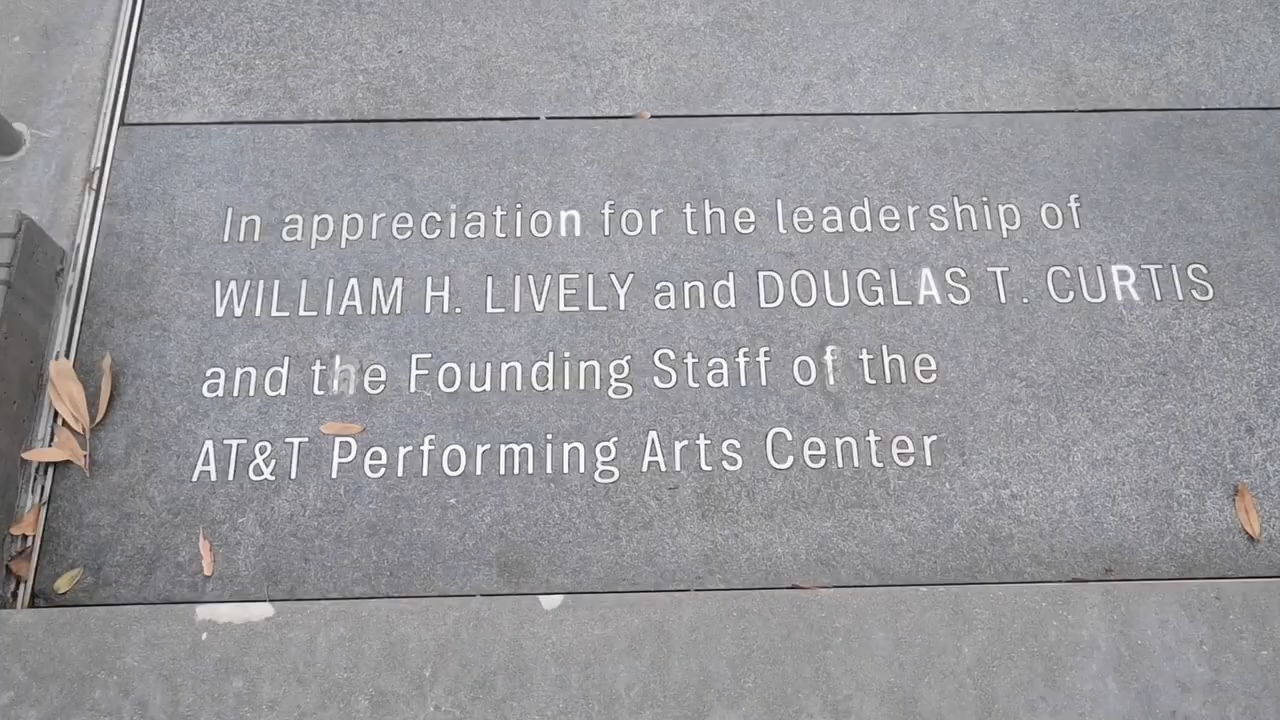 In appreciation for the leadership of
WILLIAM H. LIVELY and DOUGLAS T. CURTIS
and the Founding Staff of the
AT&T Performing Arts Center